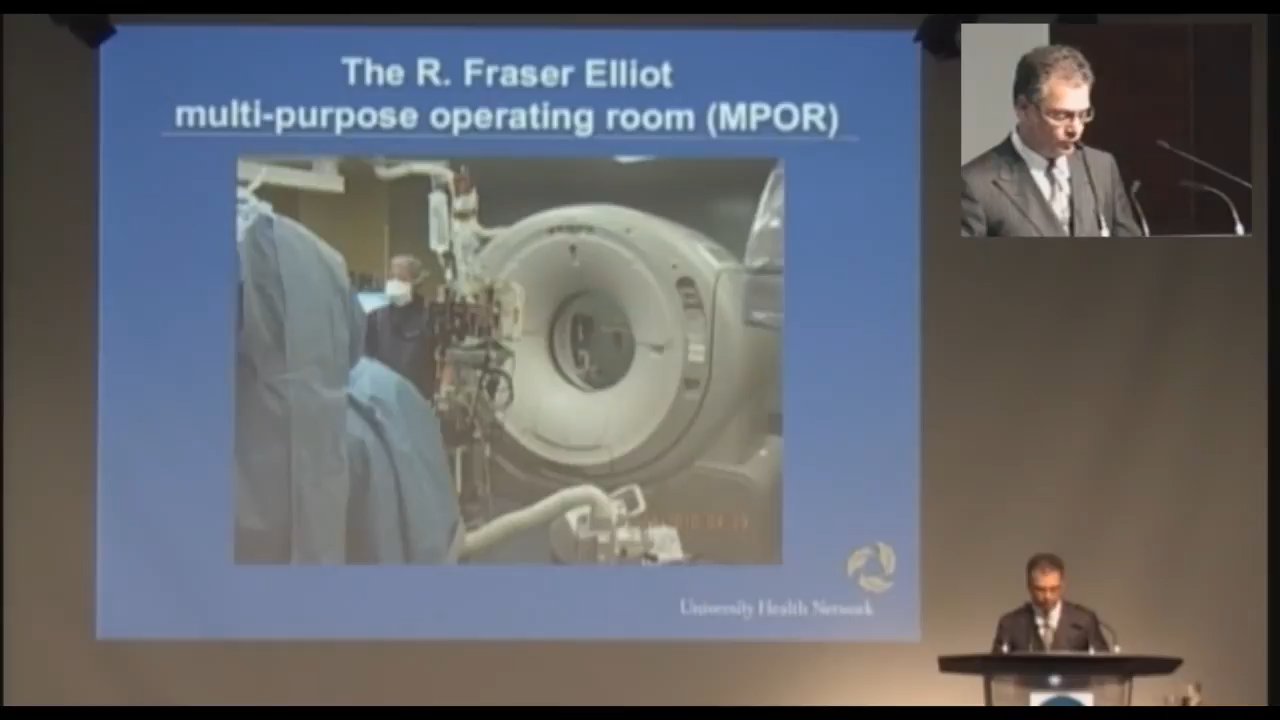 The R. Fraser Elliot
multi-purpose operating room (MPOR)
University Health Network